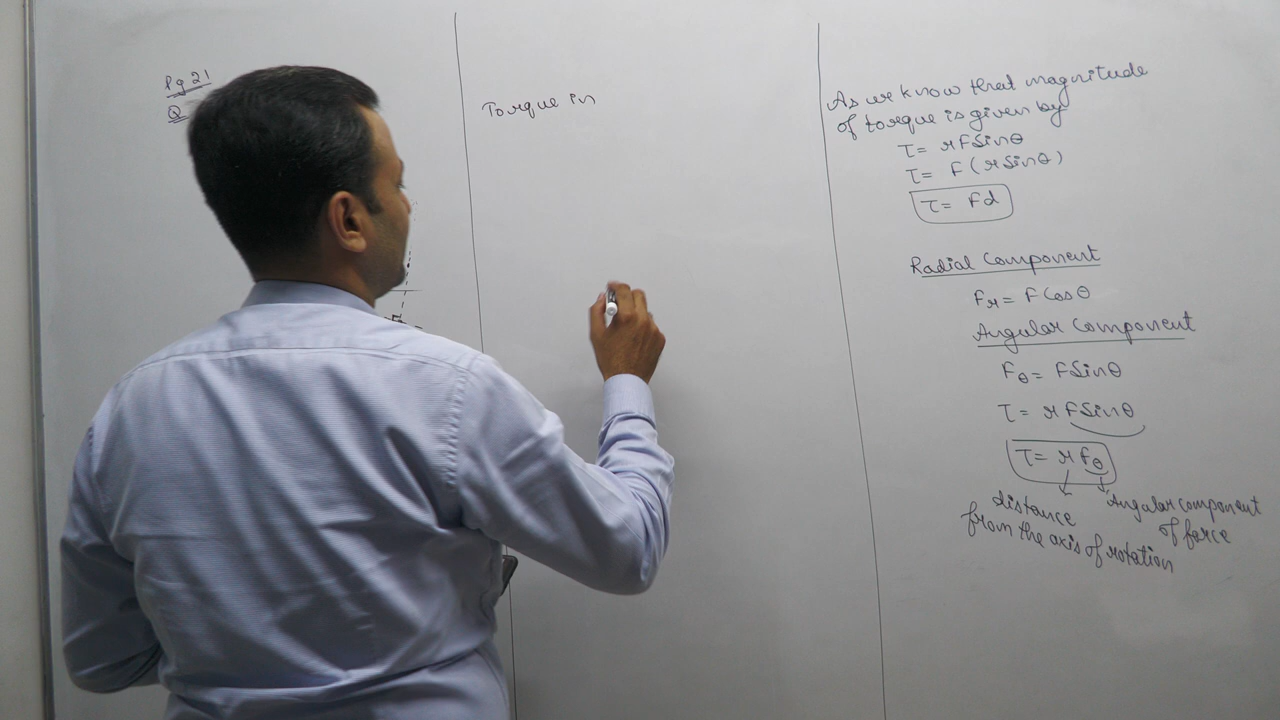 Pg 21
Q
Torque in
As we know that magnitude
of torque is given by
τ = rFSinθ
τ = F(rSinθ)
τ = Fd
Radial Component
Fr = FCosθ
Angular Component
Fθ = FSinθ
τ = rFSinθ
τ = rFθ
distance
from the axis of rotation
Angular component
of force